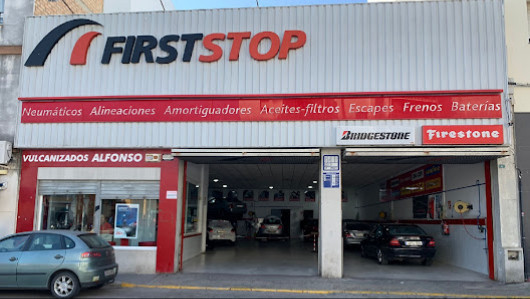 FIRSTSTOP
Neumáticos Alineaciones Amortiguadores Aceites-filtros Escapes Frenos Baterías
BRIDGESTONE Firestone
VULCANIZADOS ALFONSO